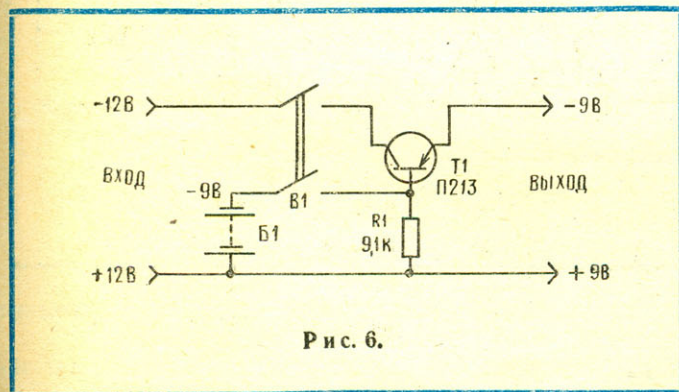 -12В
-9В
ВХОД
-9В
В1
Т1
П213
ВЫХОД
Б1
R1
9,1к
+12В
+9В
Рис. 6.